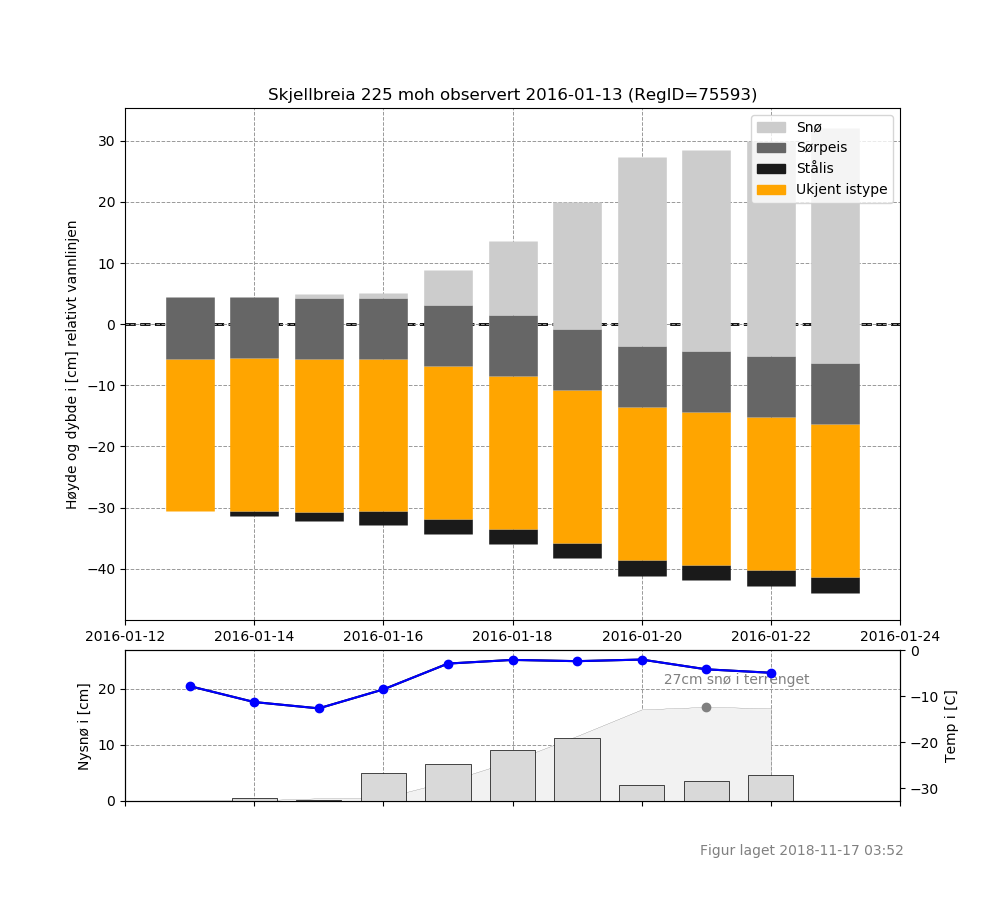 Skjellbreia 225 moh observert 2016-01-13 (RegID=75593)
Høyde og dybde i [cm] relativt vannlinjen
30
20
10
0
−10
−20
−30
−40
Snø
Sørpeis
Stålis
Ukjent istype
2016-01-12
2016-01-14
2016-01-16
2016-01-18
2016-01-20
2016-01-22
2016-01-24
Nysnø i [cm]
20
10
0
27cm snø i terrenget
0
−10
−20
−30
Temp i [C]
Figur laget 2018-11-17 03:52